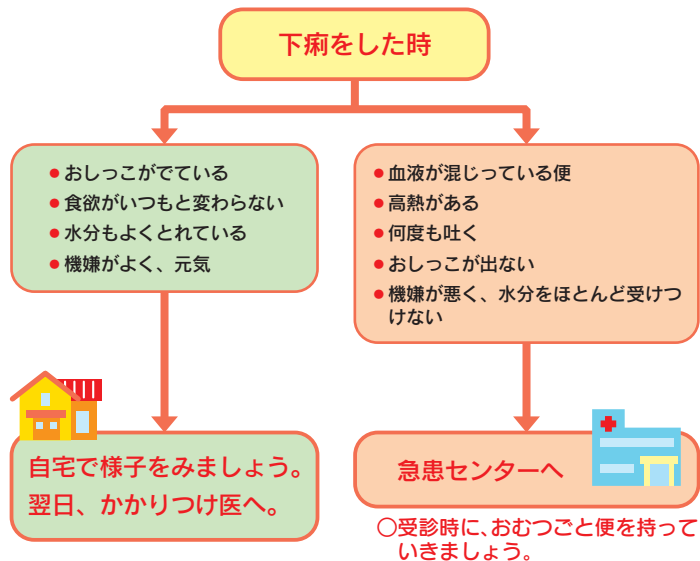 下痢をした時
●おしっこがでている
●食欲がいつもと変わらない
●水分もよくとれている
●機嫌がよく、元気
●血液が混じっている便
●高熱がある
●何度も吐く
●おしっこが出ない
●機嫌が悪く、水分をほとんど受けつ
けない
自宅で様子をみましょう。
翌日、かかりつけ医へ。
急患センターへ
○受診時に、おむつごと便を持って
いきましょう。